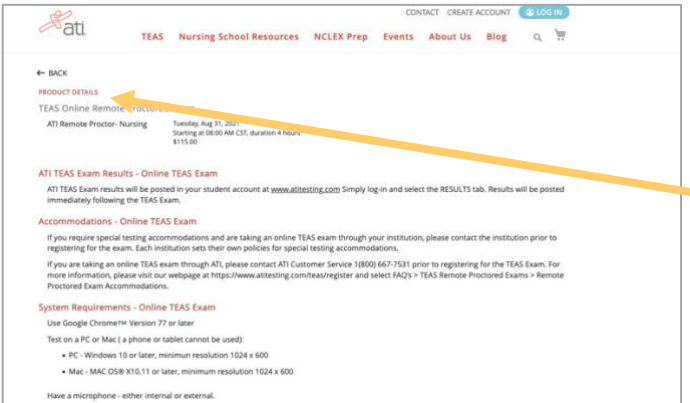 CONTACT CREATE ACCOUNT LOG IN
ati
TEAS Nursing School Resources NCLEX Prep Events About Us Blog
← BACK
PRODUCT DETAILS
TEAS Online Remote Proctored
ATI Remote Proctor- Nursing Tuesday, Aug 31, 2021
Starting at 08:00 AM CST, duration 4 hours
$115.00
ATI TEAS Exam Results - Online TEAS Exam
ATI TEAS Exam results will be posted in your student account at www.atitesting.com Simply log-in and select the RESULTS tab. Results will be posted
immediately following the TEAS Exam.
Accommodations - Online TEAS Exam
If you require special testing accommodations and are taking an online TEAS exam through your institution, please contact the institution prior to
registering for the exam. Each institution sets their own policies for special testing accommodations.
If you are taking an online TEAS exam through ATI, please contact ATI Customer Service 1(800) 667-7531 prior to registering for the TEAS Exam. For
more information, please visit our webpage at https://www.atitesting.com/teas/register and select FAQ's > TEAS Remote Proctored Exams > Remote
Proctored Exam Accommodations.
System Requirements - Online TEAS Exam
Use Google Chrome™ Version 77 or later
Test on a PC or Mac ( a phone or tablet cannot be used):
• PC - Windows 10 or later, minimun resolution 1024 x 600
• Mac - MAC OS® X10.11 or later, minimum resolution 1024 x 600
Have a microphone - either internal or external.